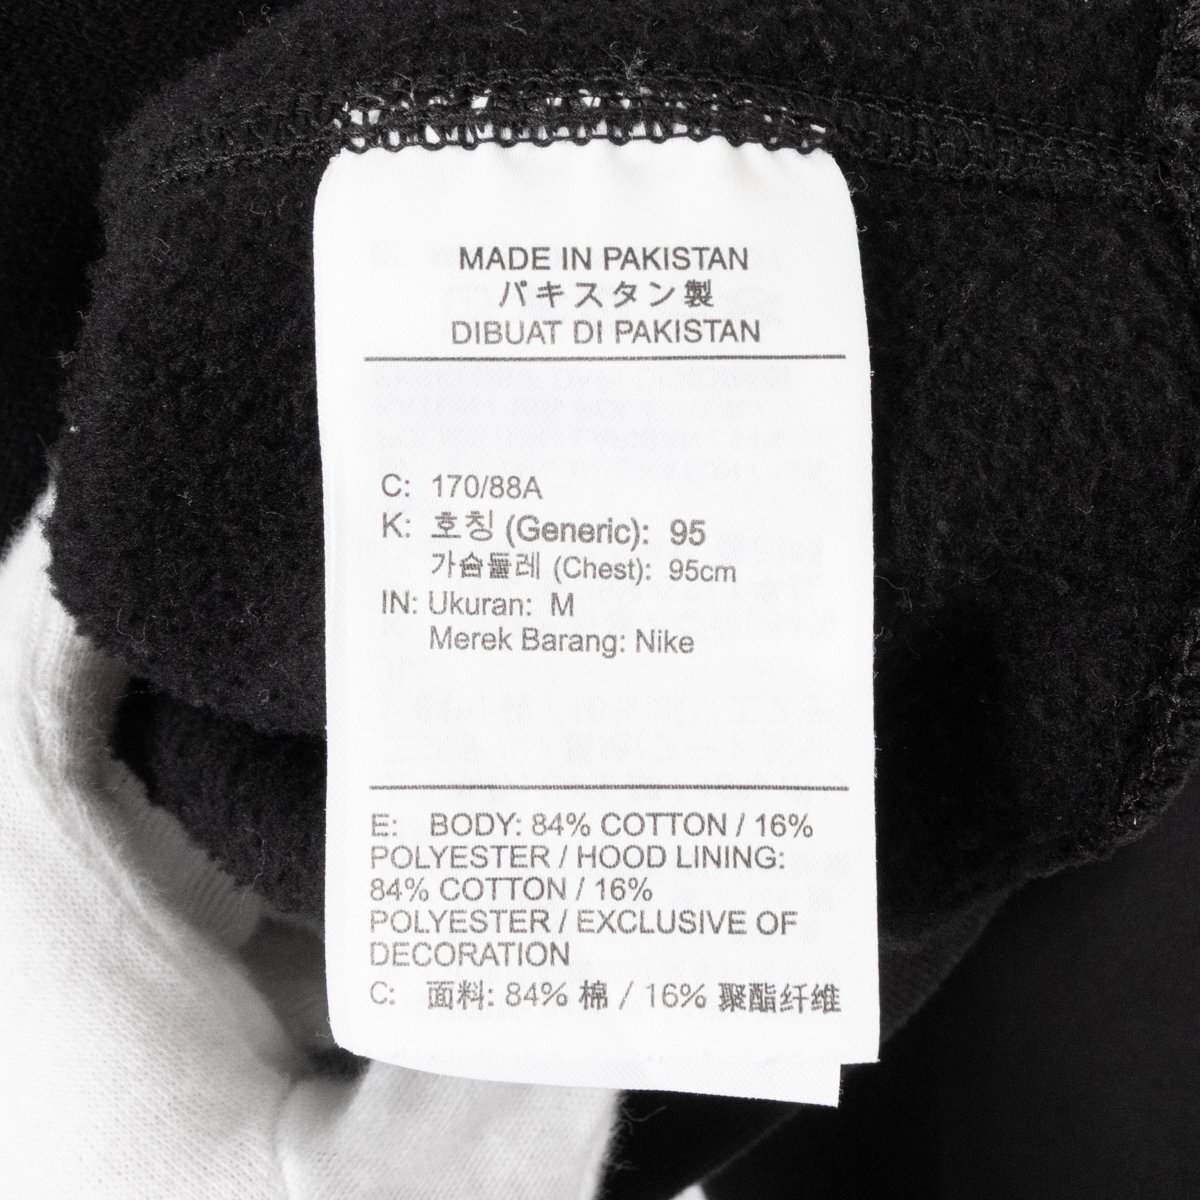 MADE IN PAKISTAN
パキスタン製
DIBUAT DI PAKISTAN
C: 170/88A
K: 호칭 (Generic): 95
가슴둘레 (Chest): 95cm
IN: Ukuran: M
Merek Barang: Nike
E: BODY: 84% COTTON / 16%
POLYESTER / HOOD LINING:
84% COTTON / 16%
POLYESTER / EXCLUSIVE OF
DECORATION
C: 面料: 84% 棉 / 16% 聚酯纤维